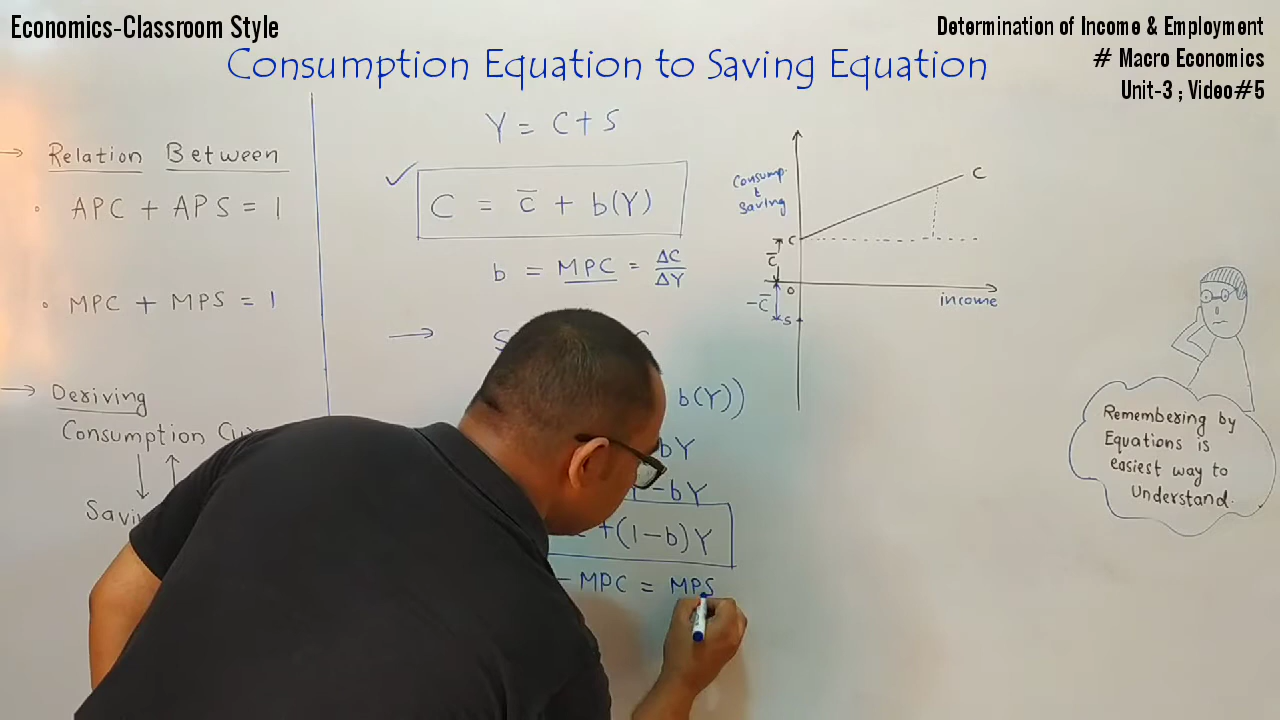 Economics-Classroom Style
Determination of Income & Employment
# Macro Economics
Unit-3 ; Video#5
Consumption Equation to Saving Equation
→ Relation Between
· APC + APS = 1
· MPC + MPS = 1
→ Deriving
Consumption
Y = C + S
✓ C = c̄ + b(Y)
b = MPC = ΔC/ΔY
→ S
b(Y))
bY
- bY
+(1-b)Y
- MPC = MPS
Consump.
&
Saving
C
C
c̄
o
-c̄
S
income
Remembering by
Equations is
easiest way to
Understand.